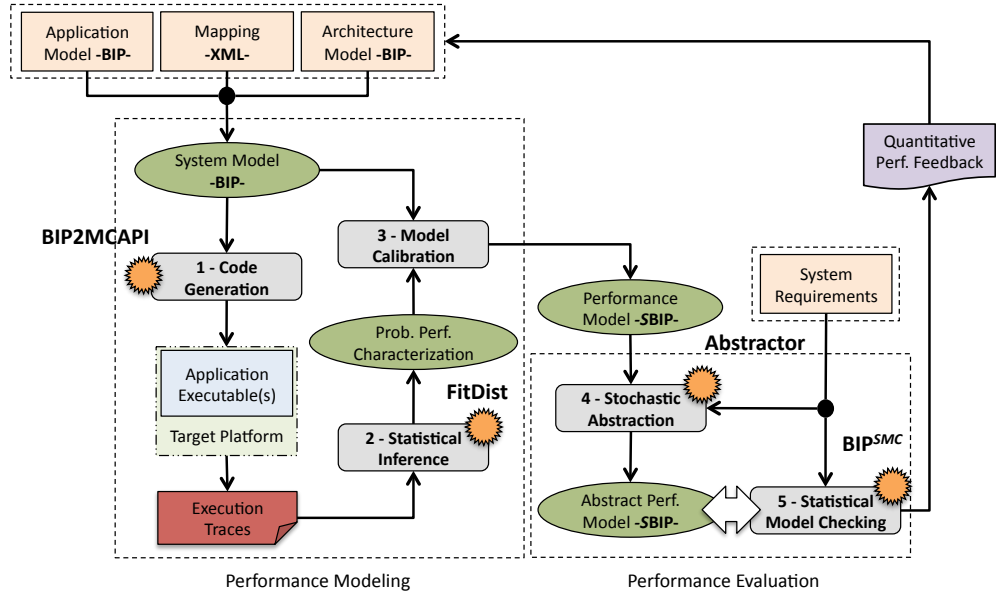 Application
Model -BIP-
Mapping
-XML-
Architecture
Model -BIP-
Quantitative
Perf. Feedback
System Model
-BIP-
BIP2MCAPI
1 - Code
Generation
3 - Model
Calibration
System
Requirements
Performance
Model -SBIP-
Prob. Perf.
Characterization
Abstractor
Application
Executable(s)
Target Platform
FitDist
4 - Stochastic
Abstraction
2 - Statistical
Inference
BIPSMC
Execution
Traces
Abstract Perf.
Model -SBIP-
5 - Statistical
Model Checking
Performance Modeling
Performance Evaluation